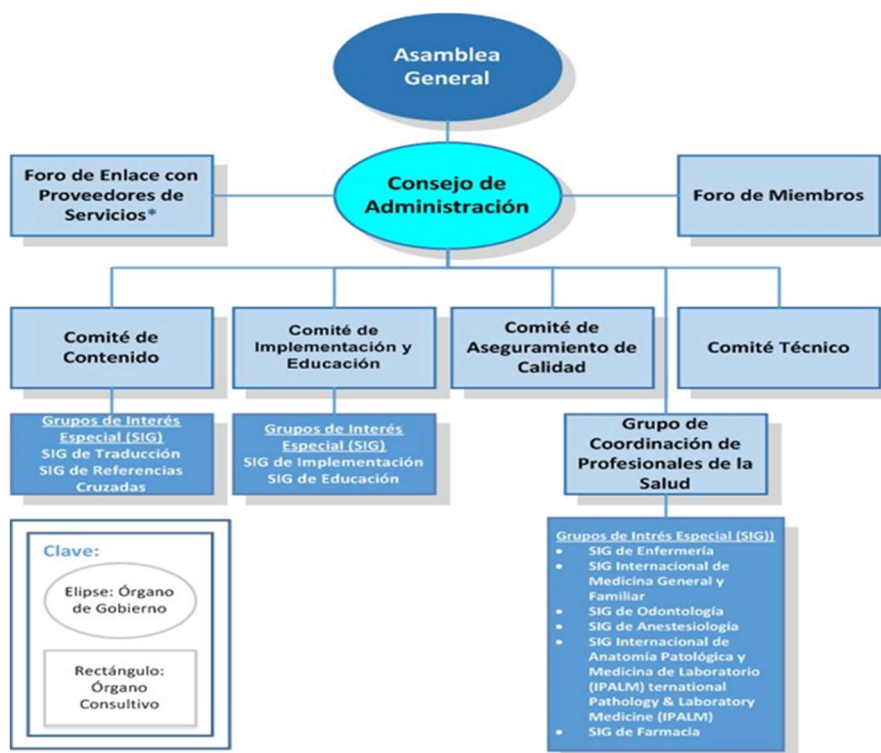 Asamblea
General
Foro de Enlace con
Proveedores de
Servicios*
Consejo de
Administración
Foro de Miembros
Comité de
Contenido
Comité de
Implementación y
Educación
Comité de
Aseguramiento de
Calidad
Comité Técnico
Grupos de Interés
Especial (SIG)
SIG de Traducción
SIG de Referencias
Cruzadas
Grupos de Interés
Especial (SIG)
SIG de Implementación
SIG de Educación
Grupo de
Coordinación de
Profesionales de la
Salud
Grupos de Intrés Especial (SIG))
• SIG de Enfermería
• SIG Internacional de
Medicina General y
Familiar
• SIG de Odontología
• SIG de Anestesiología
• SIG Internacional de
Anatomía Patológica y
Medicina de Laboratorio
(IPALM) ternational
Pathology & Laboratory
Medicine (IPALM)
• SIG de Farmacia
Clave:
Elipse: Órgano
de Gobierno
Rectángulo:
Órgano
Consultivo